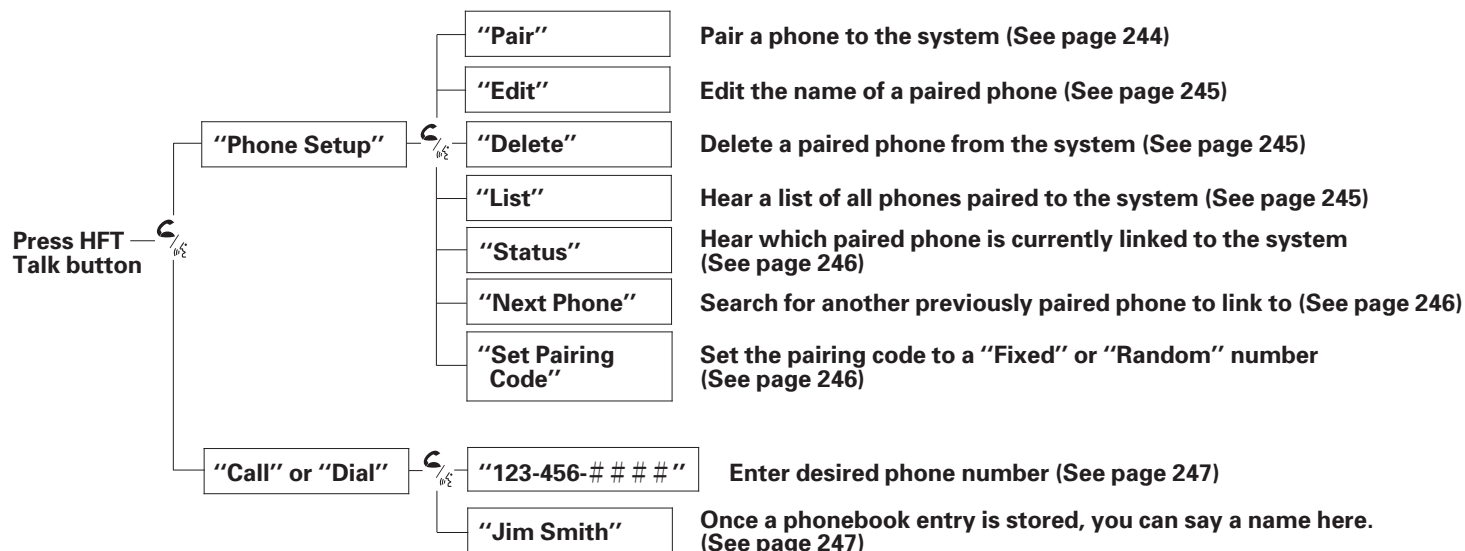 "Pair" Pair a phone to the system (See page 244)
"Edit" Edit the name of a paired phone (See page 245)
"Phone Setup" "Delete" Delete a paired phone from the system (See page 245)
"List" Hear a list of all phones paired to the system (See page 245)
Press HFT
Talk button
"Status" Hear which paired phone is currently linked to the system
(See page 246)
"Next Phone" Search for another previously paired phone to link to (See page 246)
"Set Pairing
Code"
Set the pairing code to a "Fixed" or "Random" number
(See page 246)
"Call" or "Dial" "123-456-####" Enter desired phone number (See page 247)
"Jim Smith" Once a phonebook entry is stored, you can say a name here.
(See page 247)